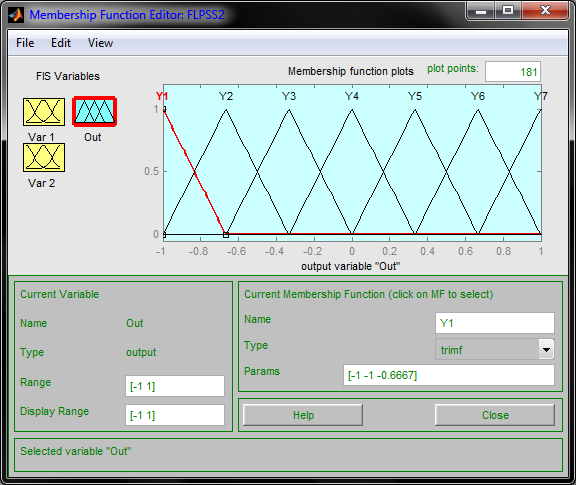 Membership Function Editor: FLPSS2
File Edit View
FIS Variables
Membership function plots plot points: 181
Var 1 Out
Var 2
Y1 Y2 Y3 Y4 Y5 Y6 Y7
1
0.5
0
-1 -0.8 -0.6 -0.4 -0.2 0 0.2 0.4 0.6 0.8 1
output variable "Out"
Current Variable
Name Out
Type output
Range [-1 1]
Display Range [-1 1]
Current Membership Function (click on MF to select)
Name Y1
Type trimf
Params [-1 -1 -0.6667]
Help Close
Selected variable "Out"